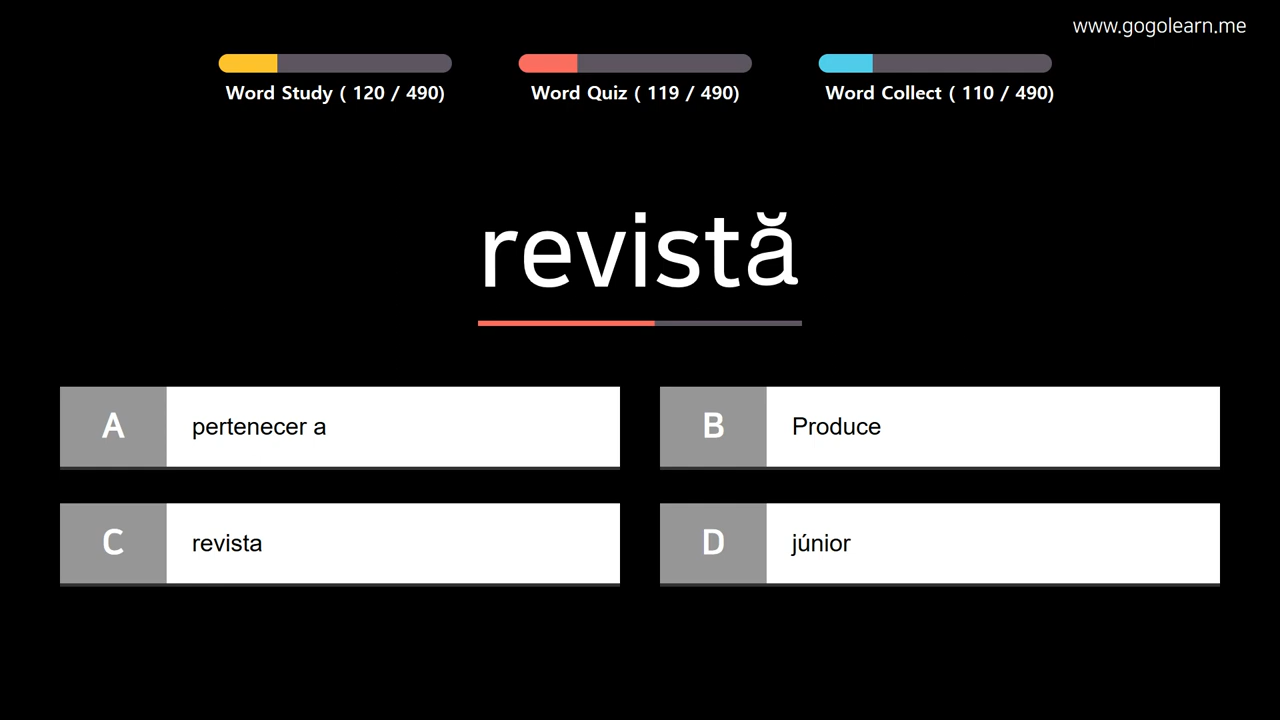 www.gogolearn.me
Word Study ( 120 / 490)
Word Quiz ( 119 / 490)
Word Collect ( 110 / 490)
revistă
A pertenecer a
B Produce
C revista
D júnior